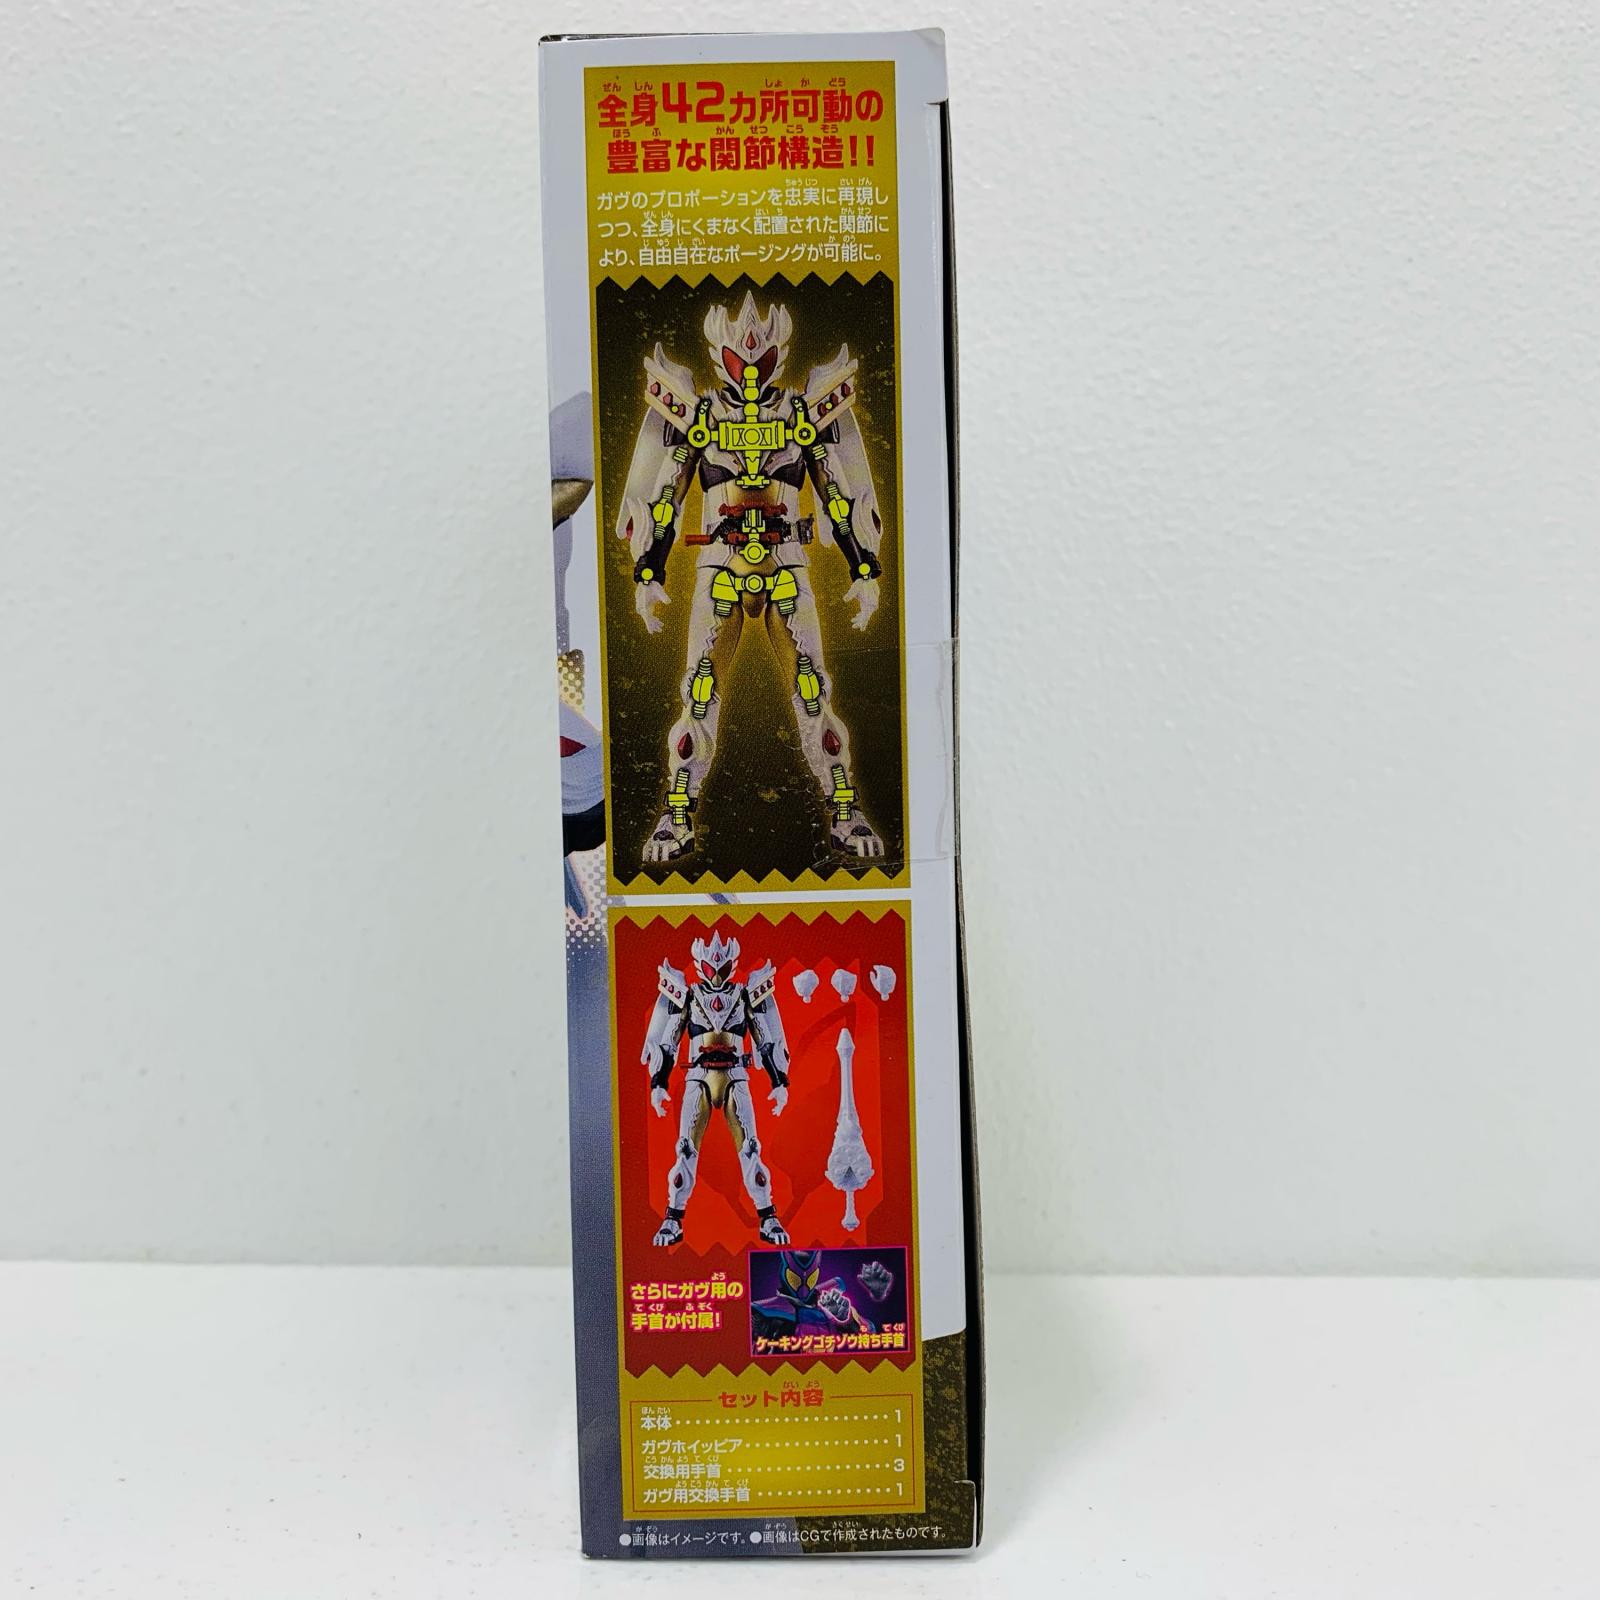 全身42カ所可動の
豊富な関節構造!!
ガヴのプロポーションを忠実に再現し
つつ、全身にくまなく配置された関節に
より、自由自在なポージングが可能に。
さらにガヴ用の
手首が付属!
ケーキングゴチゾウ持ち手首
セット内容
本体 1
ガヴホイッピア 1
交換用手首 3
ガヴ用交換手首 1
●画像はイメージです。●画像はCGで作成されたものです。